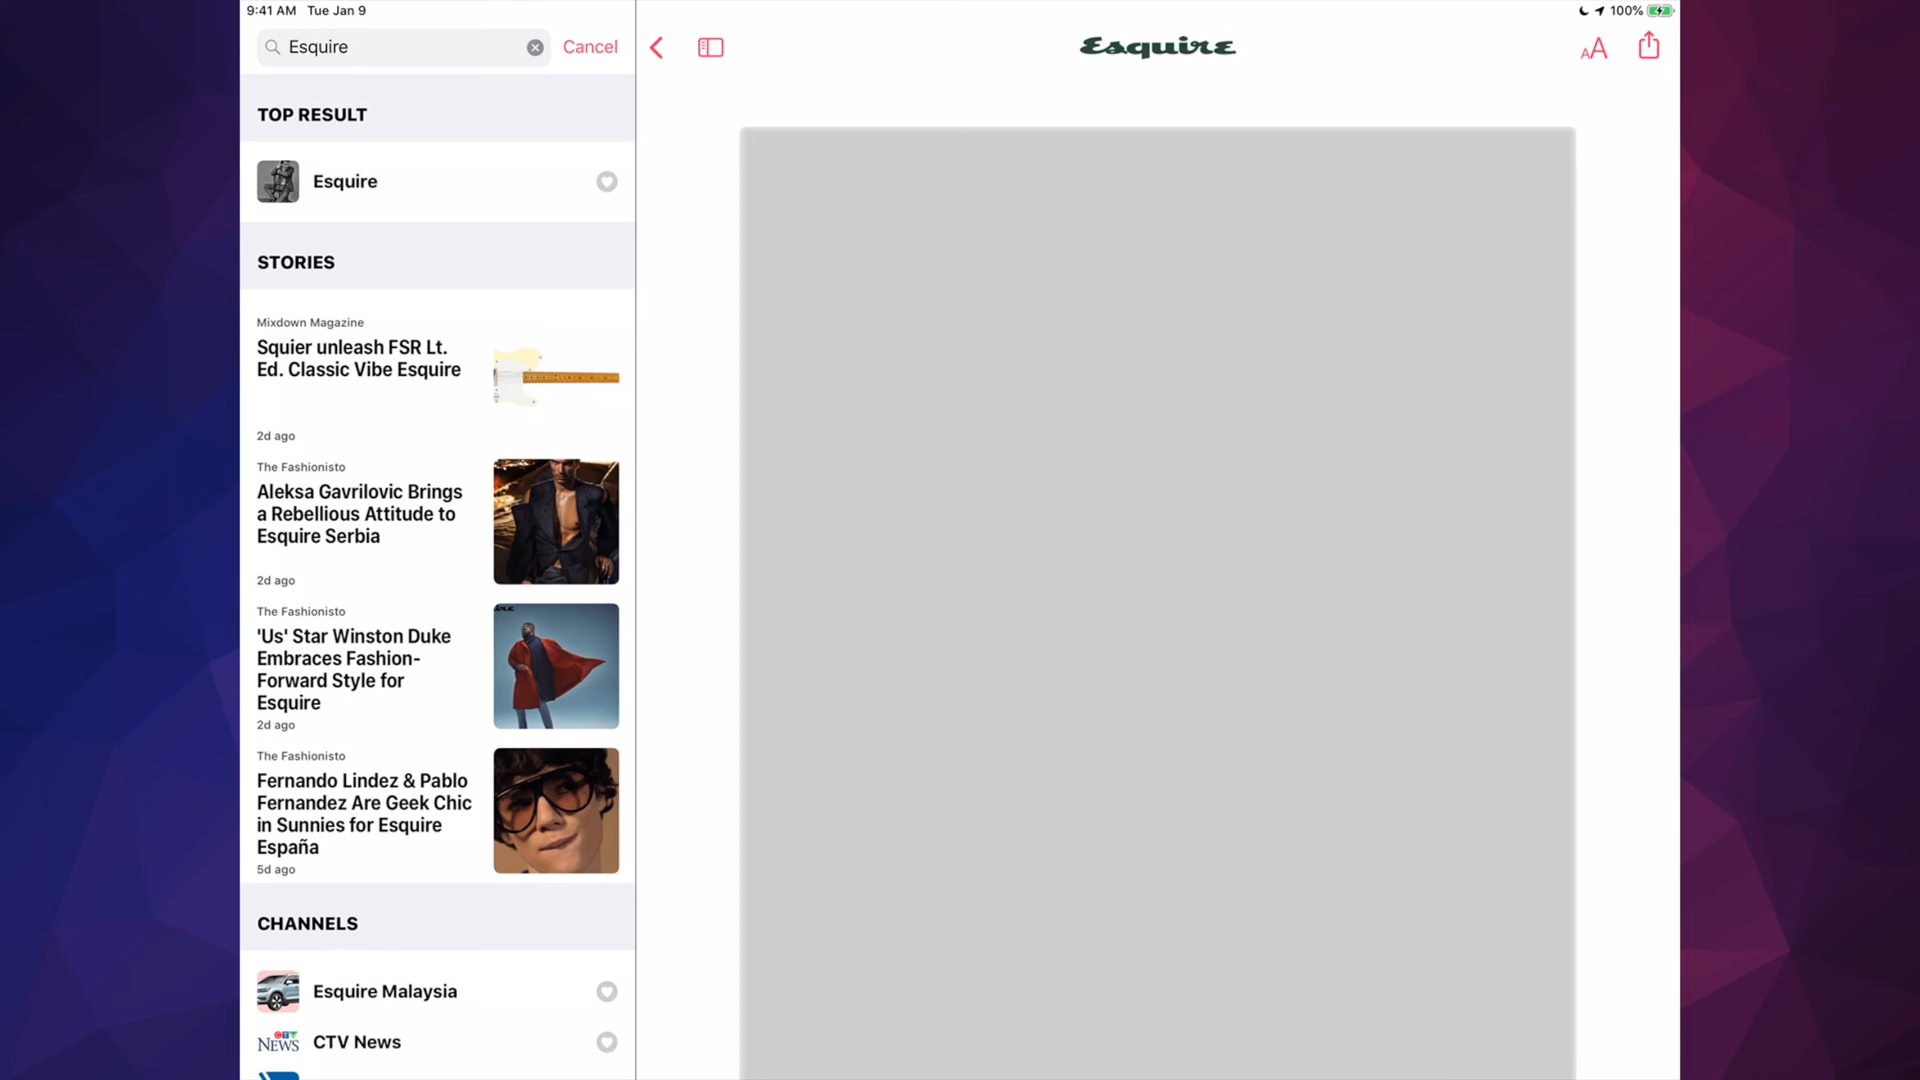 9:41 AM Tue Jan 9
100%
Esquire
Cancel
Esquire
AA
TOP RESULT
Esquire
STORIES
Mixdown Magazine
Squier unleash FSR Lt.
Ed. Classic Vibe Esquire
2d ago
The Fashionisto
Aleksa Gavrilovic Brings
a Rebellious Attitude to
Esquire Serbia
2d ago
The Fashionisto
'Us' Star Winston Duke
Embraces Fashion-
Forward Style for
Esquire
2d ago
The Fashionisto
Fernando Lindez & Pablo
Fernandez Are Geek Chic
in Sunnies for Esquire
España
5d ago
CHANNELS
Esquire Malaysia
CTV
NEWS
CTV News